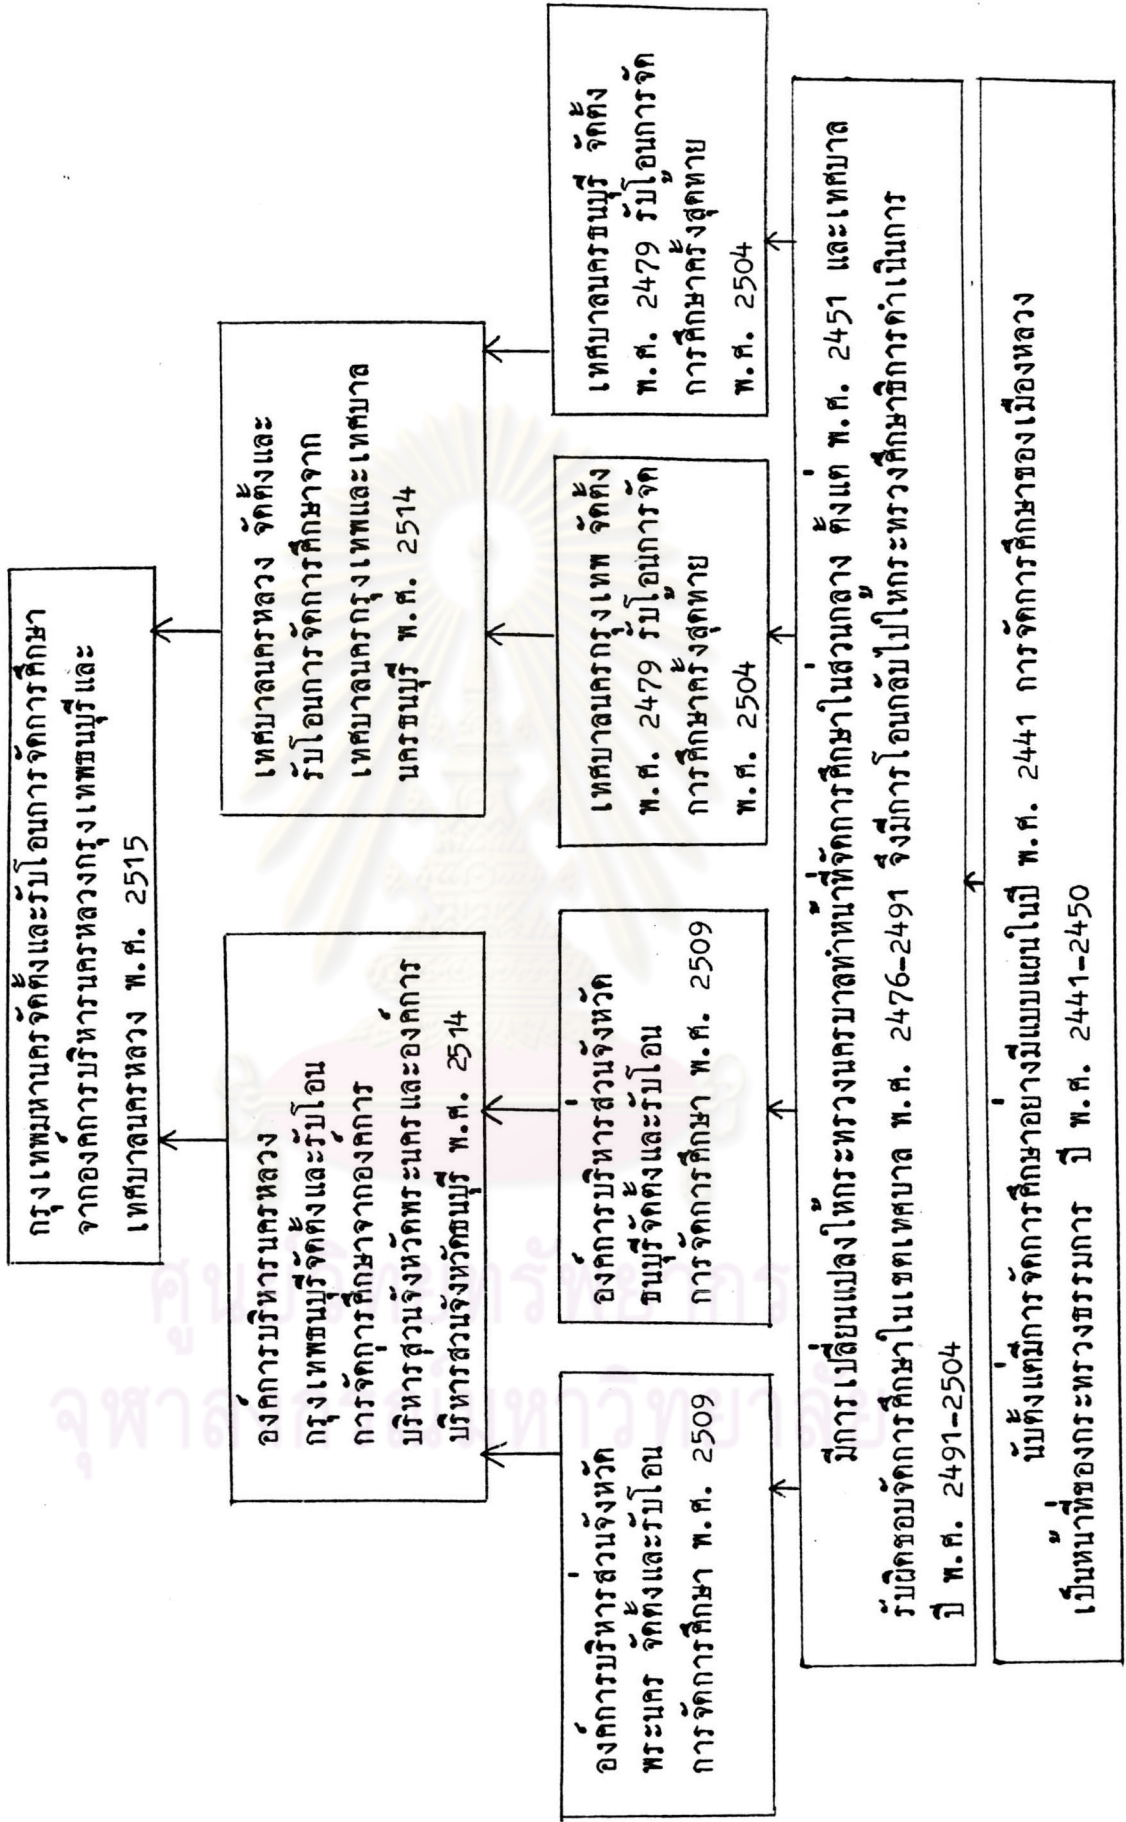 กรุงเทพมหานครจัดตั้งและรับโอนการจัดการศึกษา
จากองค์การบริหารนครหลวงกรุงเทพธนบุรีและ
เทศบาลนครหลวง พ.ศ. 2515
องค์การบริหารนครหลวง
กรุงเทพธนบุรีจัดตั้งและรับโอน
การจัดการศึกษาจากองค์การ
บริหารส่วนจังหวัดพระนครและองค์การ
บริหารส่วนจังหวัดธนบุรี พ.ศ. 2514
เทศบาลนครหลวง จัดตั้งและ
รับโอนการจัดการศึกษาจาก
เทศบาลนครกรุงเทพและเทศบาล
นครธนบุรี พ.ศ. 2514
องค์การบริหารส่วนจังหวัด
พระนคร จัดตั้งและรับโอน
การจัดการศึกษา พ.ศ. 2509
องค์การบริหารส่วนจังหวัด
ธนบุรีจัดตั้งและรับโอน
การจัดการศึกษา พ.ศ. 2509
เทศบาลนครกรุงเทพ จัดตั้ง
พ.ศ. 2479 รับโอนการจัด
การศึกษาครั้งสุดท้าย
พ.ศ. 2504
เทศบาลนครธนบุรี จัดตั้ง
พ.ศ. 2479 รับโอนการจัด
การศึกษาครั้งสุดท้าย
พ.ศ. 2504
มีการเปลี่ยนแปลงให้กระทรวงนครบาลทำหน้าที่จัดการศึกษาในส่วนกลาง ตั้งแต่ พ.ศ. 2451 และเทศบาล
รับผิดชอบจัดการศึกษาในเขตเทศบาล พ.ศ. 2476-2491 จึงมีการโอนกลับไปให้กระทรวงศึกษาธิการดำเนินการ
ปี พ.ศ. 2491-2504
นับตั้งแต่มีการจัดการศึกษาอย่างมีแบบแผนในปี พ.ศ. 2441 การจัดการศึกษาของเมืองหลวง
เป็นหน้าที่ของกระทรวงธรรมการ ปี พ.ศ. 2441-2450
ศูนย์วิทยทรัพยากร
จุฬาลงกรณ์มหาวิทยาลัย